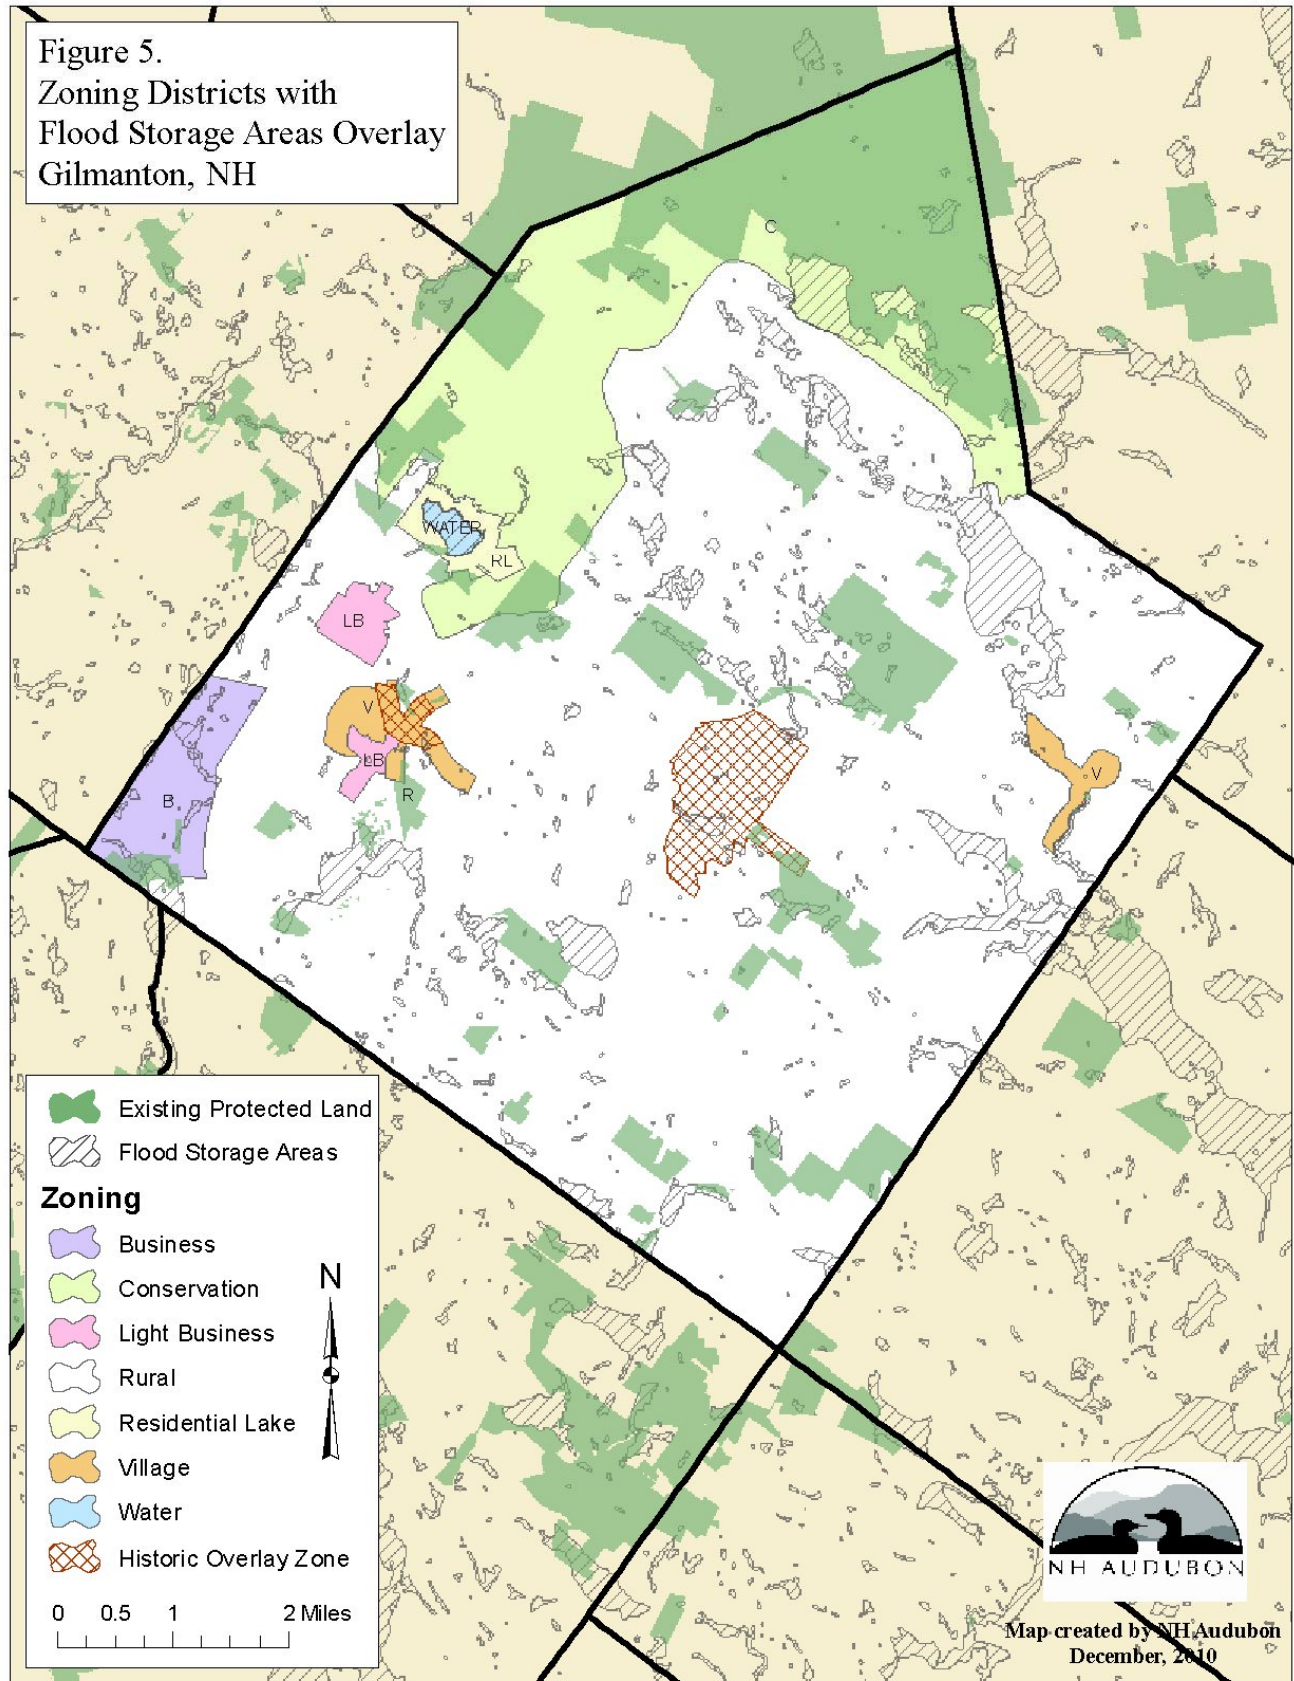 Figure 5.
Zoning Districts with
Flood Storage Areas Overlay
Gilmanton, NH
C
WATER
RL
LB
V
LB
B
R
V
Existing Protected Land
Flood Storage Areas
Zoning
Business
Conservation
Light Business
Rural
Residential Lake
Village
Water
Historic Overlay Zone
N
0 0.5 1 2 Miles
NH AUDUBON
Map created by NH Audubon
December, 2010